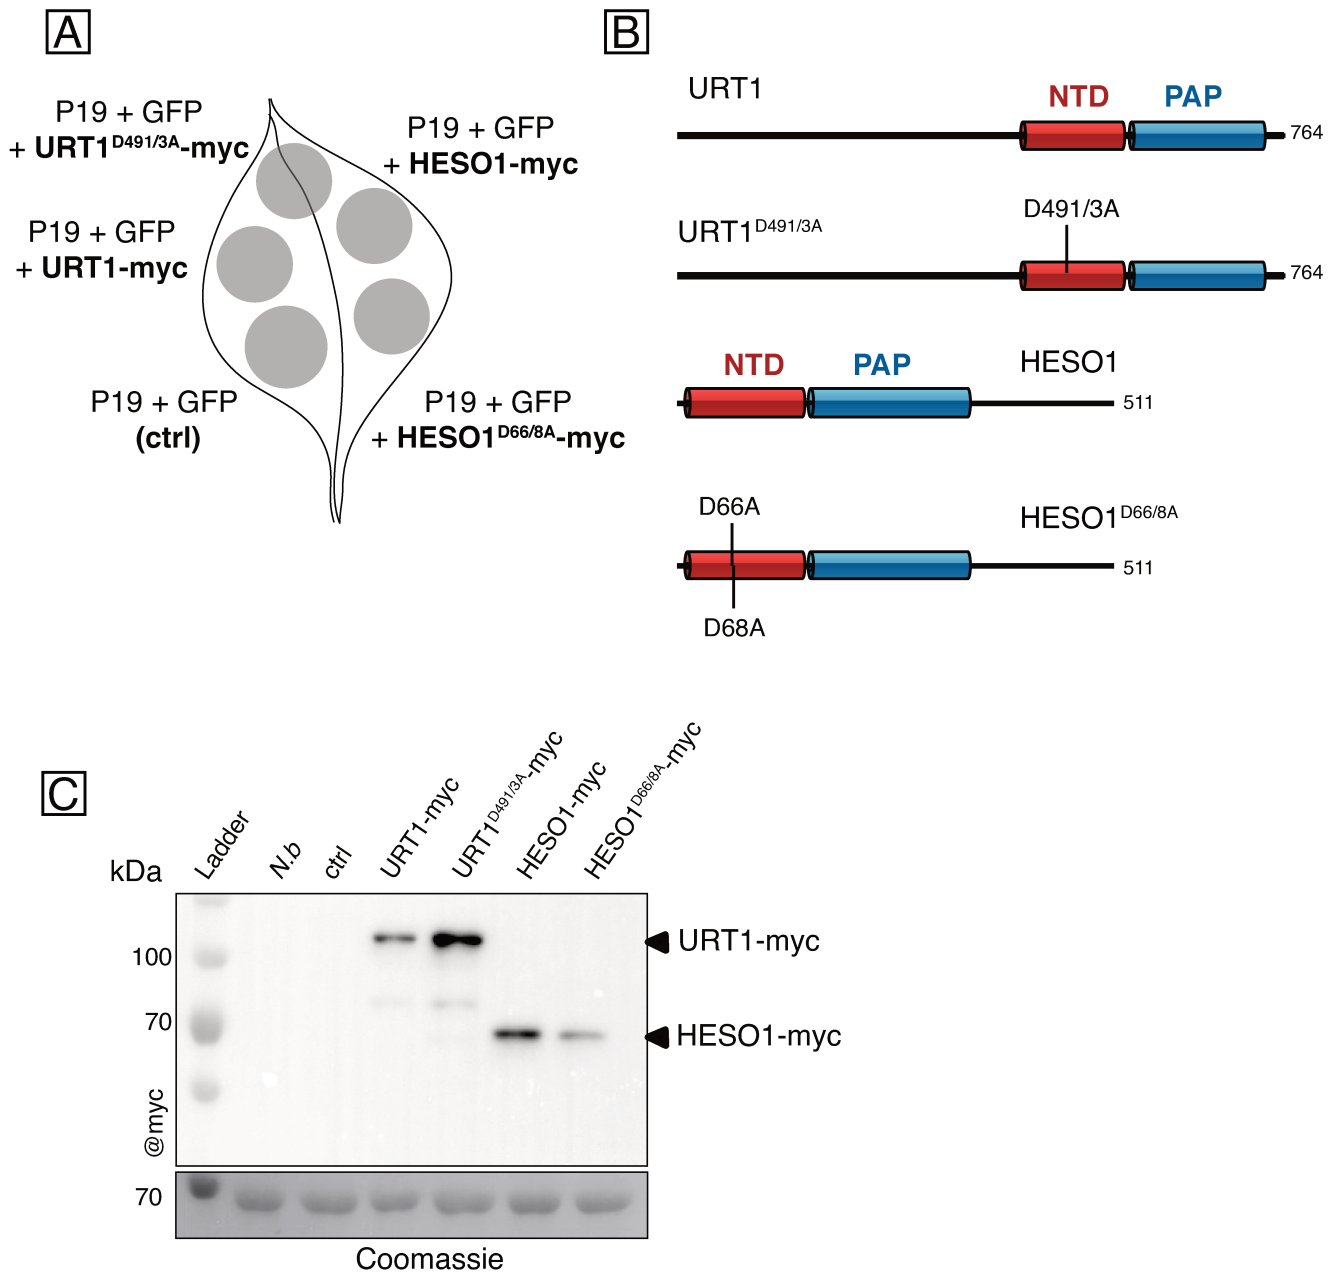 A
P19 + GFP
+ URT1D491/3A-myc
P19 + GFP
+ HESO1-myc
P19 + GFP
+ URT1-myc
P19 + GFP
(ctrl)
P19 + GFP
+ HESO1D66/8A-myc
B
URT1
NTD PAP
764
D491/3A
URT1D491/3A
764
NTD PAP
HESO1
511
D66A
HESO1D66/8A
511
D68A
C
kDa
Ladder
N.b
ctrl
URT1-myc
URT1D491/3A-myc
HESO1-myc
HESO1D66/8A-myc
100
70
@myc
URT1-myc
HESO1-myc
70
Coomassie